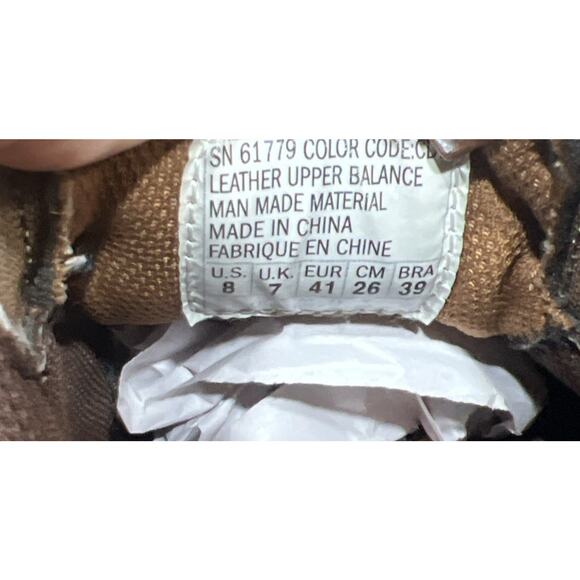 SN 61779 COLOR CODE:
LEATHER UPPER BALANCE
MAN MADE MATERIAL
MADE IN CHINA
FABRIQUE EN CHINE
U.S. U.K. EUR CM BRA
8 7 41 26 39